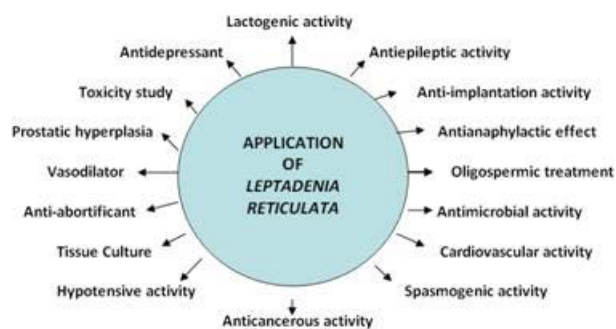 Lactogenic activity
Antidepressant
Antiepileptic activity
Toxicity study
Anti-implantation activity
Prostatic hyperplasia
Antianaphylactic effect
APPLICATION
OF
LEPTADENIA
RETICULATA
Vasodilator
Oligospermic treatment
Anti-abortificant
Antimicrobial activity
Tissue Culture
Cardiovascular activity
Hypotensive activity
Spasmogenic activity
Anticancerous activity